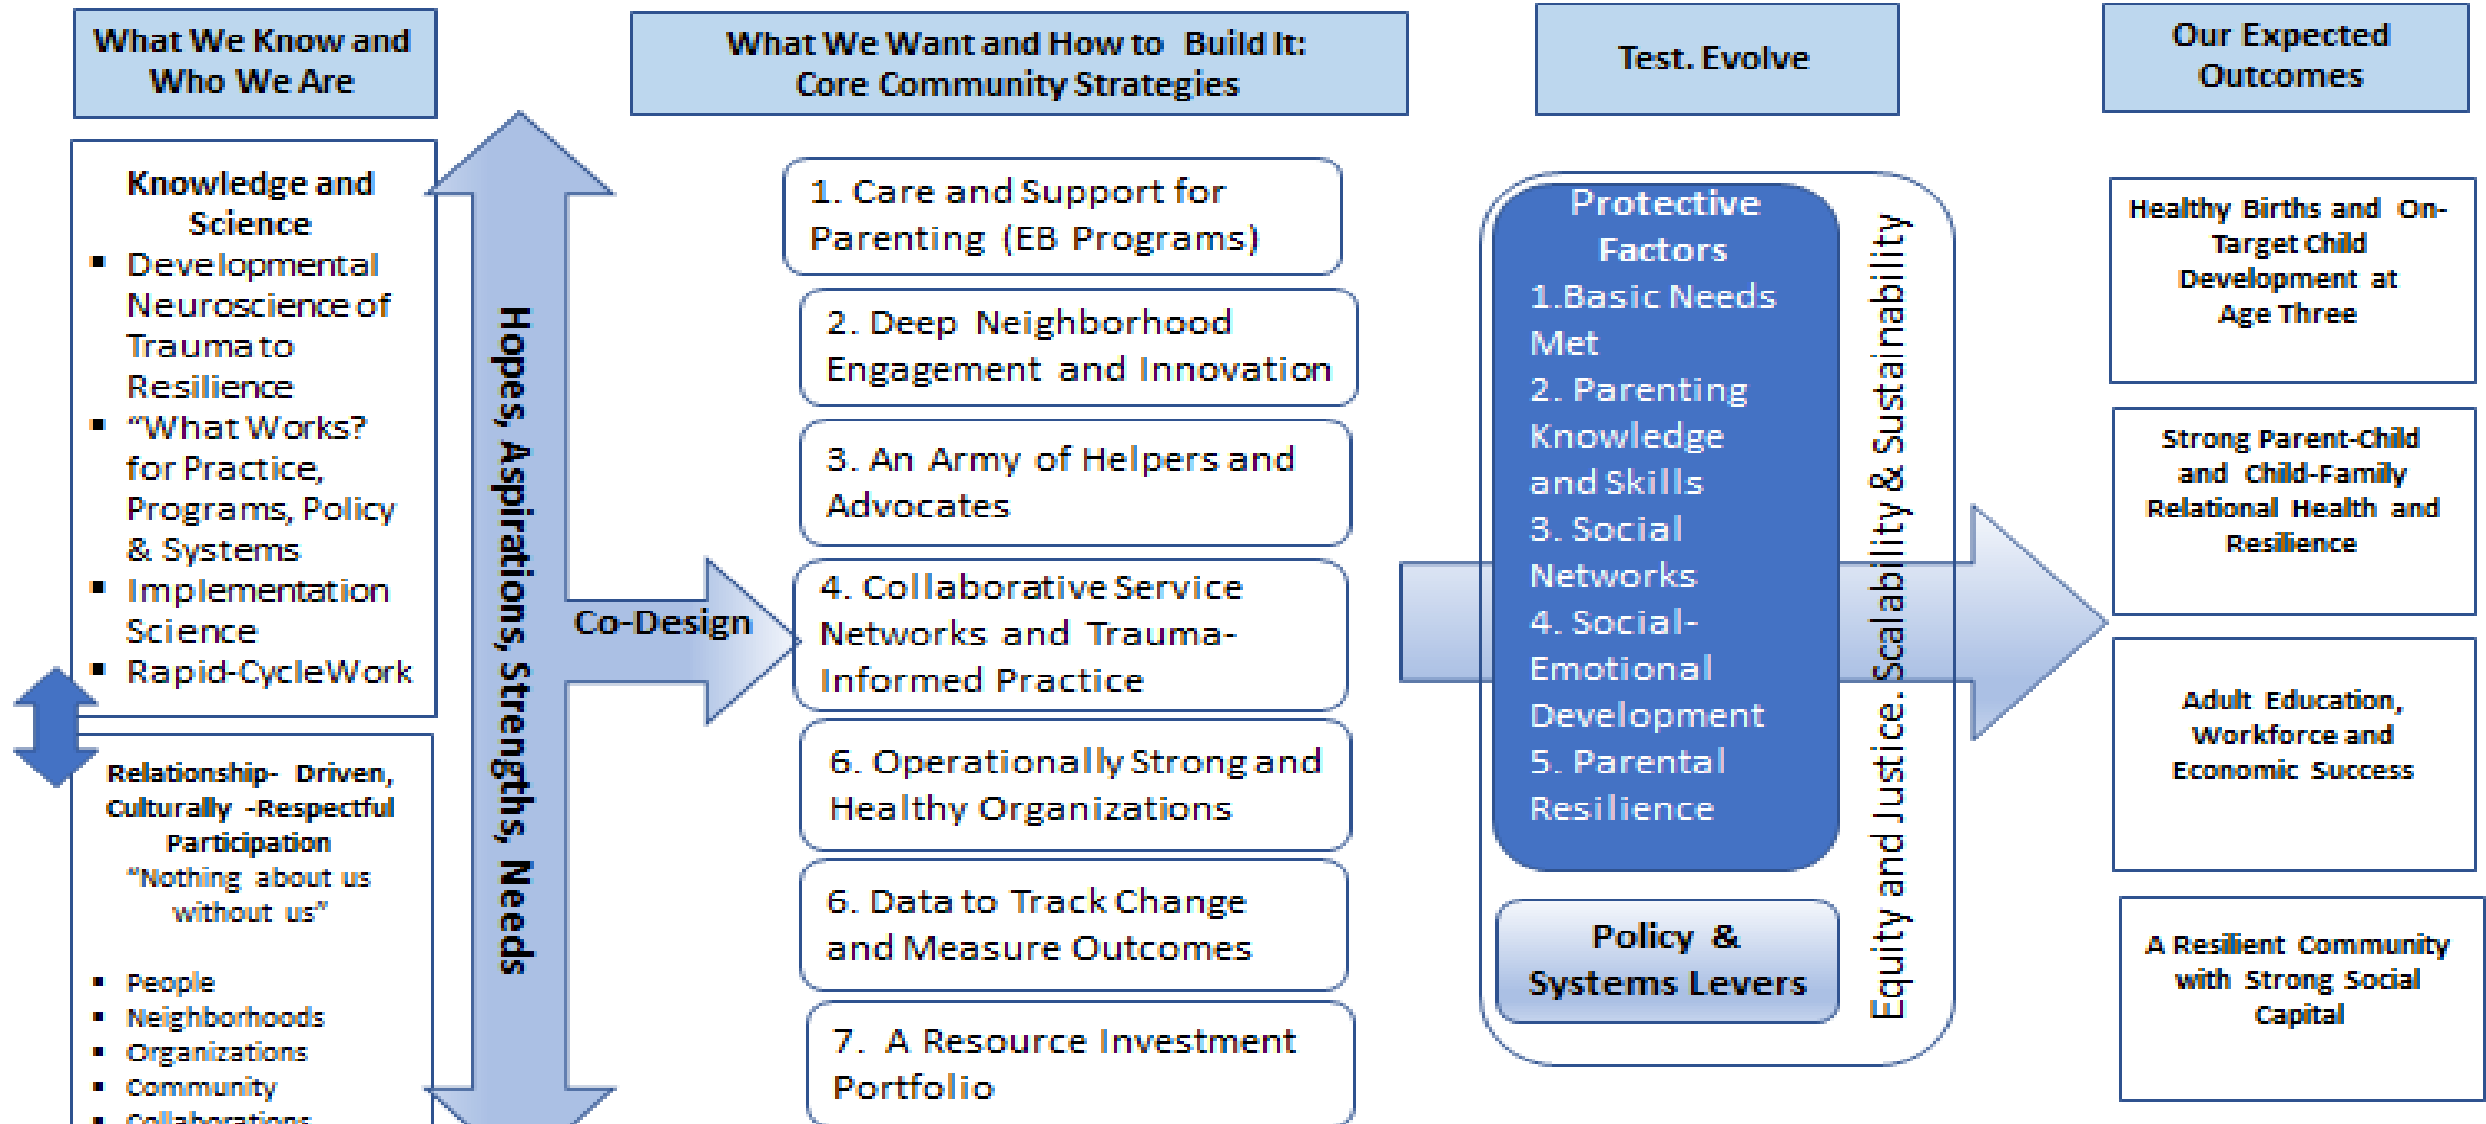 What We Know and
Who We Are
Knowledge and
Science
▪ Developmental
Neuroscience of
Trauma to
Resilience
▪ “What Works?
for Practice,
Programs, Policy
& Systems
▪ Implementation
Science
▪ Rapid-Cycle Work
Relationship- Driven,
Culturally -Respectful
Participation
“Nothing about us
without us”
▪ People
▪ Neighborhoods
▪ Organizations
▪ Community
Collaborations
Hopes, Aspirations, Strengths, Needs
Co-Design
What We Want and How to Build It:
Core Community Strategies
1. Care and Support for
Parenting (EB Programs)
2. Deep Neighborhood
Engagement and Innovation
3. An Army of Helpers and
Advocates
4. Collaborative Service
Networks and Trauma-
Informed Practice
6. Operationally Strong and
Healthy Organizations
6. Data to Track Change
and Measure Outcomes
7. A Resource Investment
Portfolio
Test. Evolve
Protective
Factors
1.Basic Needs
Met
2. Parenting
Knowledge
and Skills
3. Social
Networks
4. Social-
Emotional
Development
5. Parental
Resilience
Policy &
Systems Levers
Equity and Justice. Scalability & Sustainability
Our Expected
Outcomes
Healthy Births and On-
Target Child
Development at
Age Three
Strong Parent-Child
and Child-Family
Relational Health and
Resilience
Adult Education,
Workforce and
Economic Success
A Resilient Community
with Strong Social
Capital